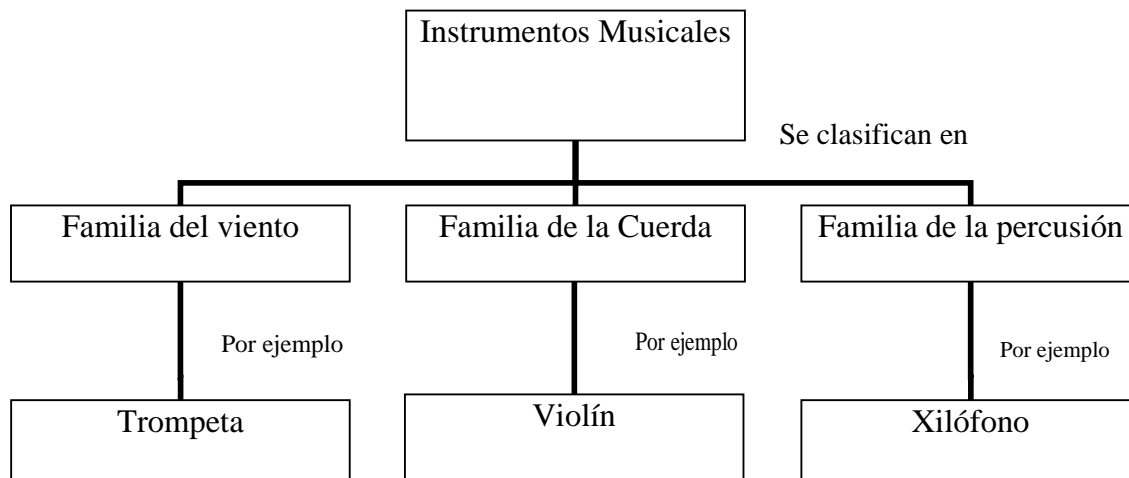 Instrumentos Musicales
Se clasifican en
Familia del viento
Familia de la Cuerda
Familia de la percusión
Por ejemplo
Por ejemplo
Por ejemplo
Trompeta
Violín
Xilófono